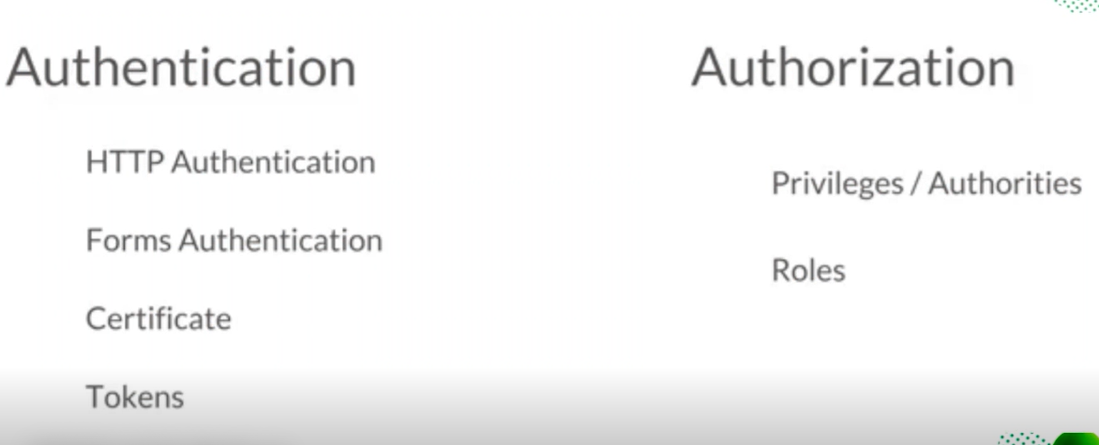 Authentication
HTTP Authentication
Forms Authentication
Certificate
Tokens
Authorization
Privileges / Authorities
Roles